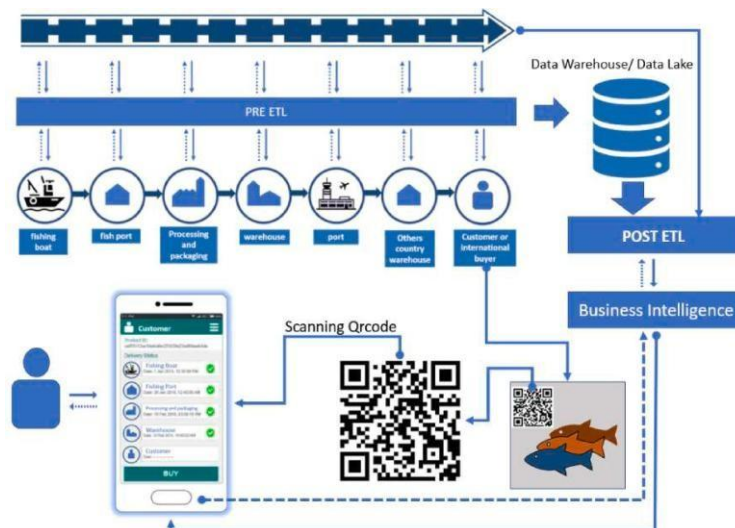 Data Warehouse/ Data Lake
PRE ETL
fishing
boat
fish port
Processing
and
packaging
warehouse
port
Others
country
warehouse
Customer or
international
buyer
POST ETL
Business Intelligence
Scanning Qrcode
Customer
Product ID:
Delivery Status
Fishing Boat
Fishing Port
Processing and packaging
Warehouse
Customer
BUY